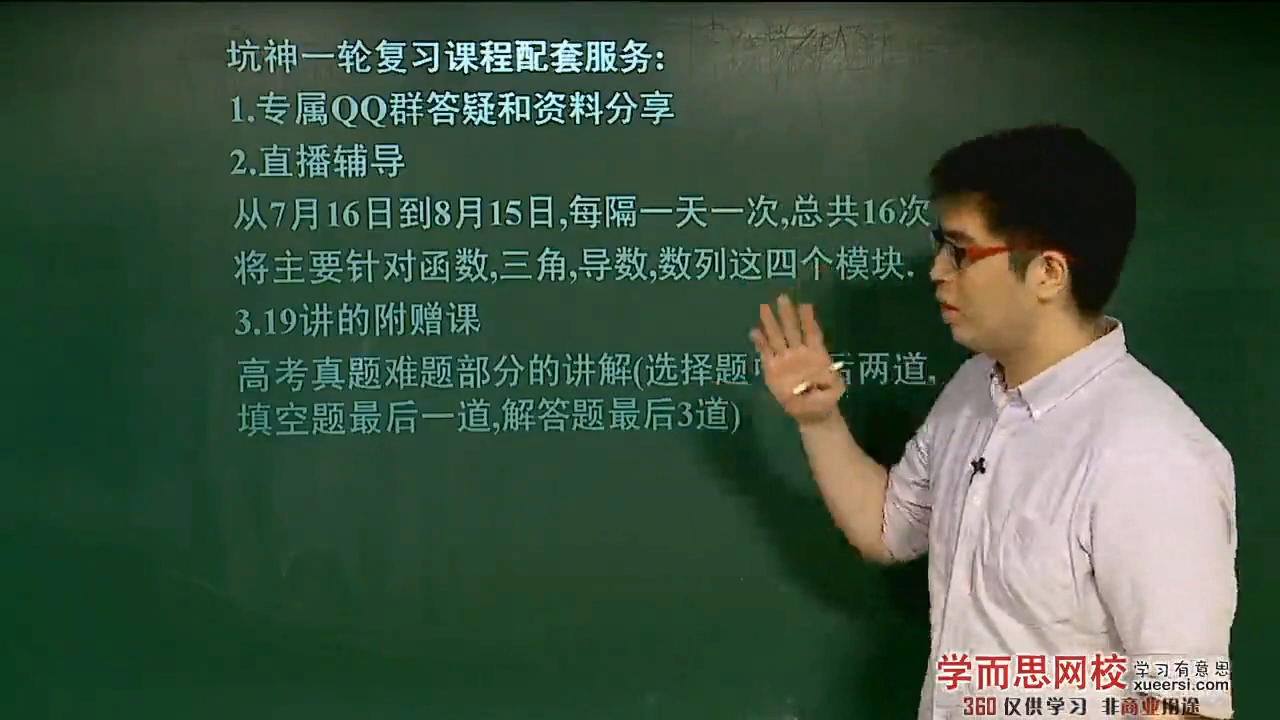 坑神一轮复习课程配套服务:
1.专属QQ群答疑和资料分享
2.直播辅导
从7月16日到8月15日,每隔一天一次,总共16次
将主要针对函数,三角,导数,数列这四个模块.
3.19讲的附赠课
高考真题难题部分的讲解(选择题 后两道,
填空题最后一道,解答题最后3道)
学而思网校 学习有意思
xueersi.com
360 仅供学习 非商业用途